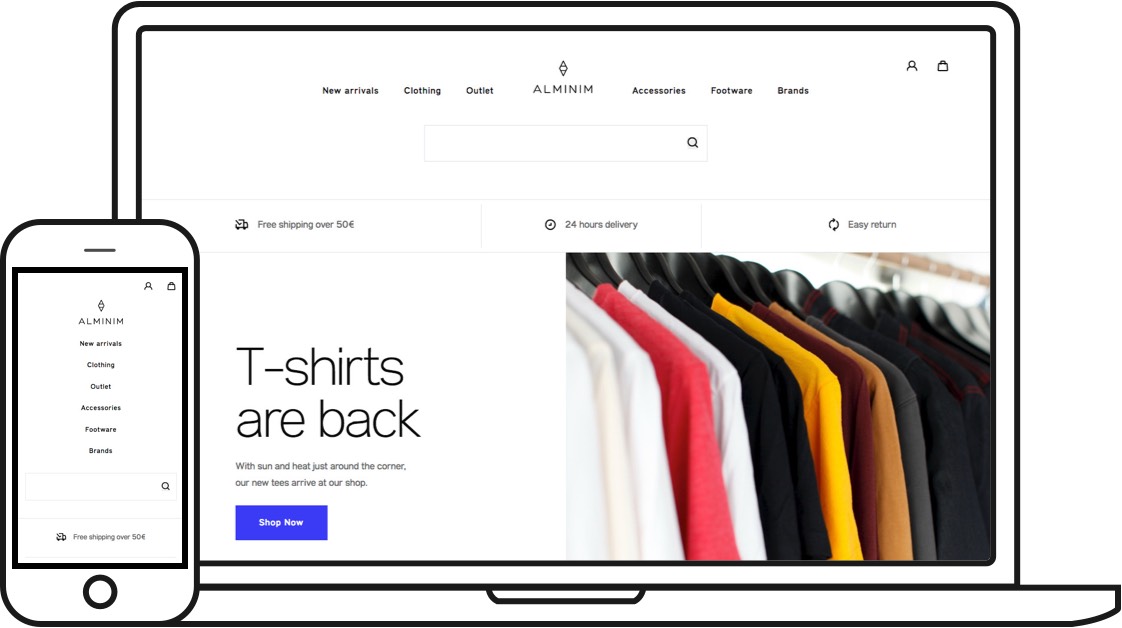 New arrivals Clothing Outlet ALMINIM Accessories Footware Brands
Free shipping over 50€ 24 hours delivery Easy return
T-shirts
are back
With sun and heat just around the corner,
our new tees arrive at our shop.
Shop Now
ALMINIM
New arrivals
Clothing
Outlet
Accessories
Footware
Brands
Free shipping over 50€